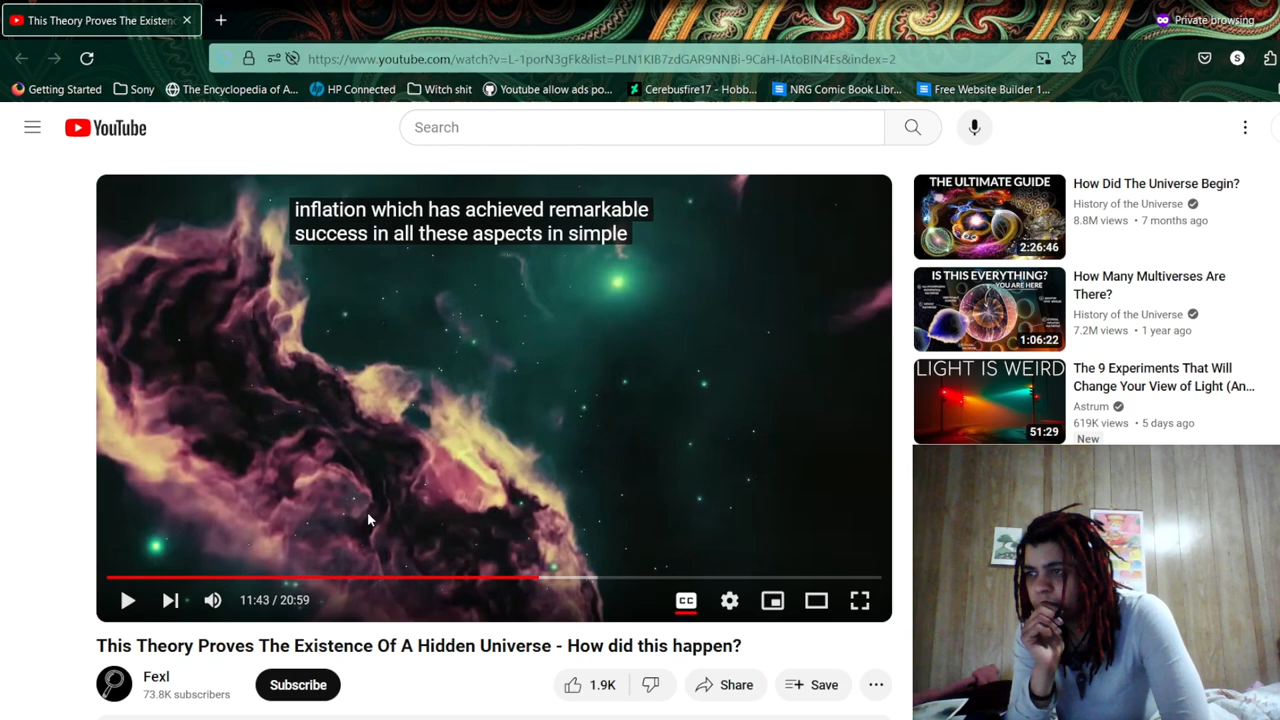 This Theory Proves The Existenc
Private browsing
https://www.youtube.com/watch?v=L-1porN3gFk&list=PLN1KIB7zdGAR9NNBi-9CaH-IAtoBIN4Es&index=2
S
Getting Started
Sony
The Encyclopedia of A...
HP Connected
Witch shit
Youtube allow ads po...
Cerebusfire17 - Hobb...
NRG Comic Book Libr...
Free Website Builder 1...
YouTube
Search
inflation which has achieved remarkable
success in all these aspects in simple
11:43 / 20:59
CC
This Theory Proves The Existence Of A Hidden Universe - How did this happen?
Fexl
73.8K subscribers
Subscribe
1.9K
Share
Save
THE ULTIMATE GUIDE
2:26:46
How Did The Universe Begin?
History of the Universe
8.8M views • 7 months ago
IS THIS EVERYTHING?
YOU ARE HERE
1:06:22
How Many Multiverses Are
There?
History of the Universe
7.2M views • 1 year ago
LIGHT IS WEIRD
51:29
The 9 Experiments That Will
Change Your View of Light (An...
Astrum
619K views • 5 days ago
New